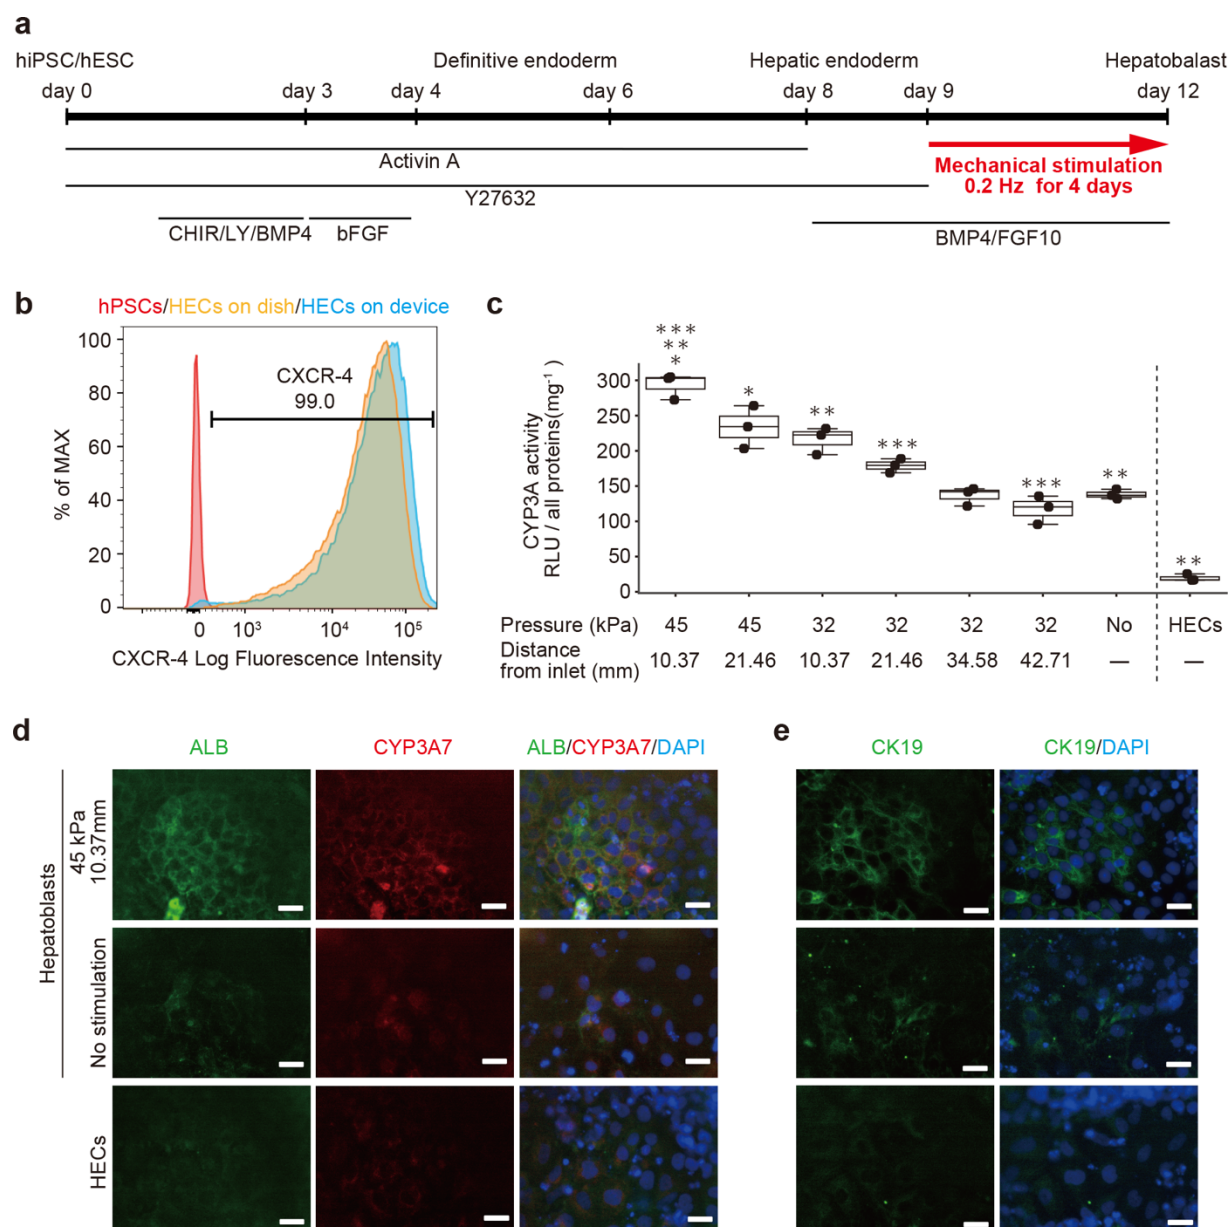 a
hiPSC/hESC Definitive endoderm Hepatic endoderm Hepatobalast
day 0 day 3 day 4 day 6 day 8 day 9 day 12
Activin A
Mechanical stimulation
0.2 Hz for 4 days
Y27632
CHIR/LY/BMP4 bFGF
BMP4/FGF10
b
hPSCs/HECs on dish/HECs on device
% of MAX
100
80
60
40
20
0
CXCR-4
99.0
0 10³ 10⁴ 10⁵
CXCR-4 Log Fluorescence Intensity
c
CYP3A activity
RLU / all proteins(mg⁻¹ )
300
250
200
150
100
50
0
***
**
*
*
**
***
***
**
**
Pressure (kPa) 45 45 32 32 32 32 No HECs
Distance
from inlet (mm) 10.37 21.46 10.37 21.46 34.58 42.71 — —
d
ALB CYP3A7 ALB/CYP3A7/DAPI
Hepatoblasts
45 kPa
10.37mm
No stimulation
HECs
e
CK19 CK19/DAPI